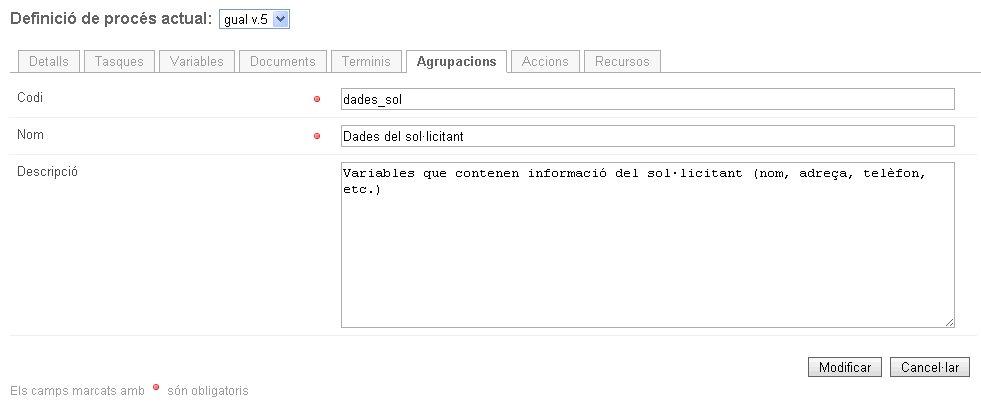 Definició de procés actual: gual v.5
Detalls Tasques Variables Documents Terminis Agrupacions Accions Recursos
Codi dades_sol
Nom Dades del sol·licitant
Descripció Variables que contenen informació del sol·licitant (nom, adreça, telèfon,
etc.)
Modificar Cancel·lar
Els camps marcats amb són obligatoris